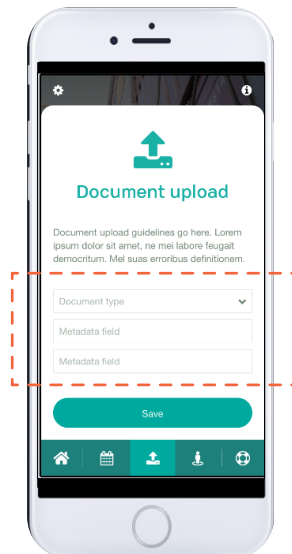 Document upload
Document upload guidelines go here. Lorem
ipsum dolor sit amet, ne mei labore feugait
democritum. Mel suas erroribus definitionem.
Document type
Metadata field
Metadata field
Save